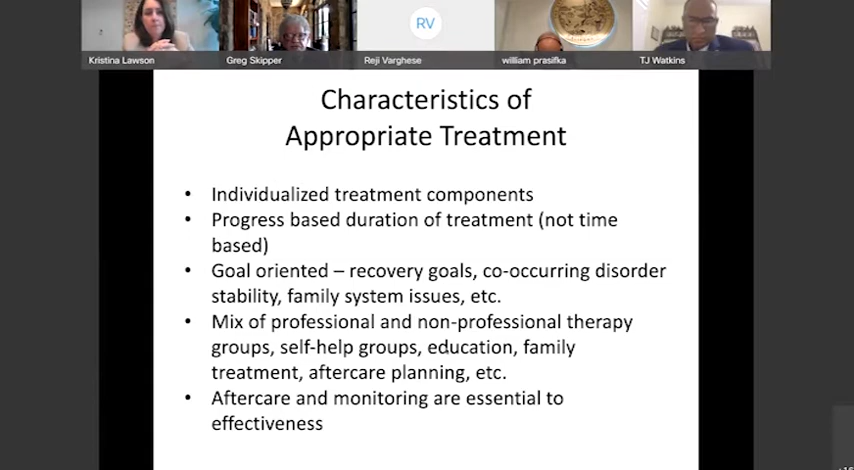 RV
Kristina Lawson
Greg Skipper
Reji Varghese
william prasifka
TJ Watkins
Characteristics of
Appropriate Treatment
• Individualized treatment components
• Progress based duration of treatment (not time
based)
• Goal oriented – recovery goals, co-occurring disorder
stability, family system issues, etc.
• Mix of professional and non-professional therapy
groups, self-help groups, education, family
treatment, aftercare planning, etc.
• Aftercare and monitoring are essential to
effectiveness